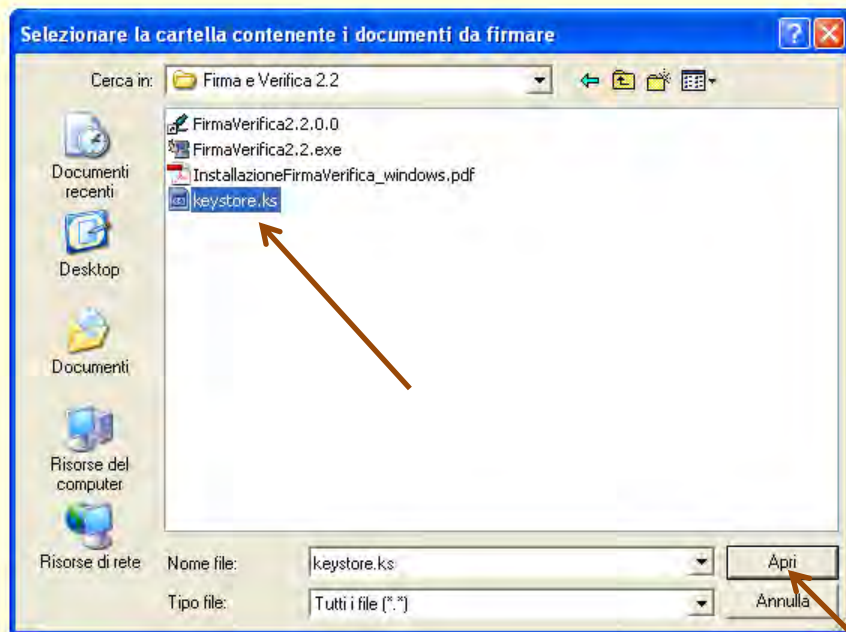 Selezionare la cartella contenente i documenti da firmare
Cerca in:
Firma e Verifica 2.2
FirmaVerifica2.2.0.0
FirmaVerifica2.2.exe
InstallazioneFirmaVerifica_windows.pdf
keystore.ks
Documenti
recenti
Desktop
Documenti
Risorse del
computer
Risorse di rete
Nome file:
keystore.ks
Apri
Tipo file:
Tutti i file (*.*)
Annulla